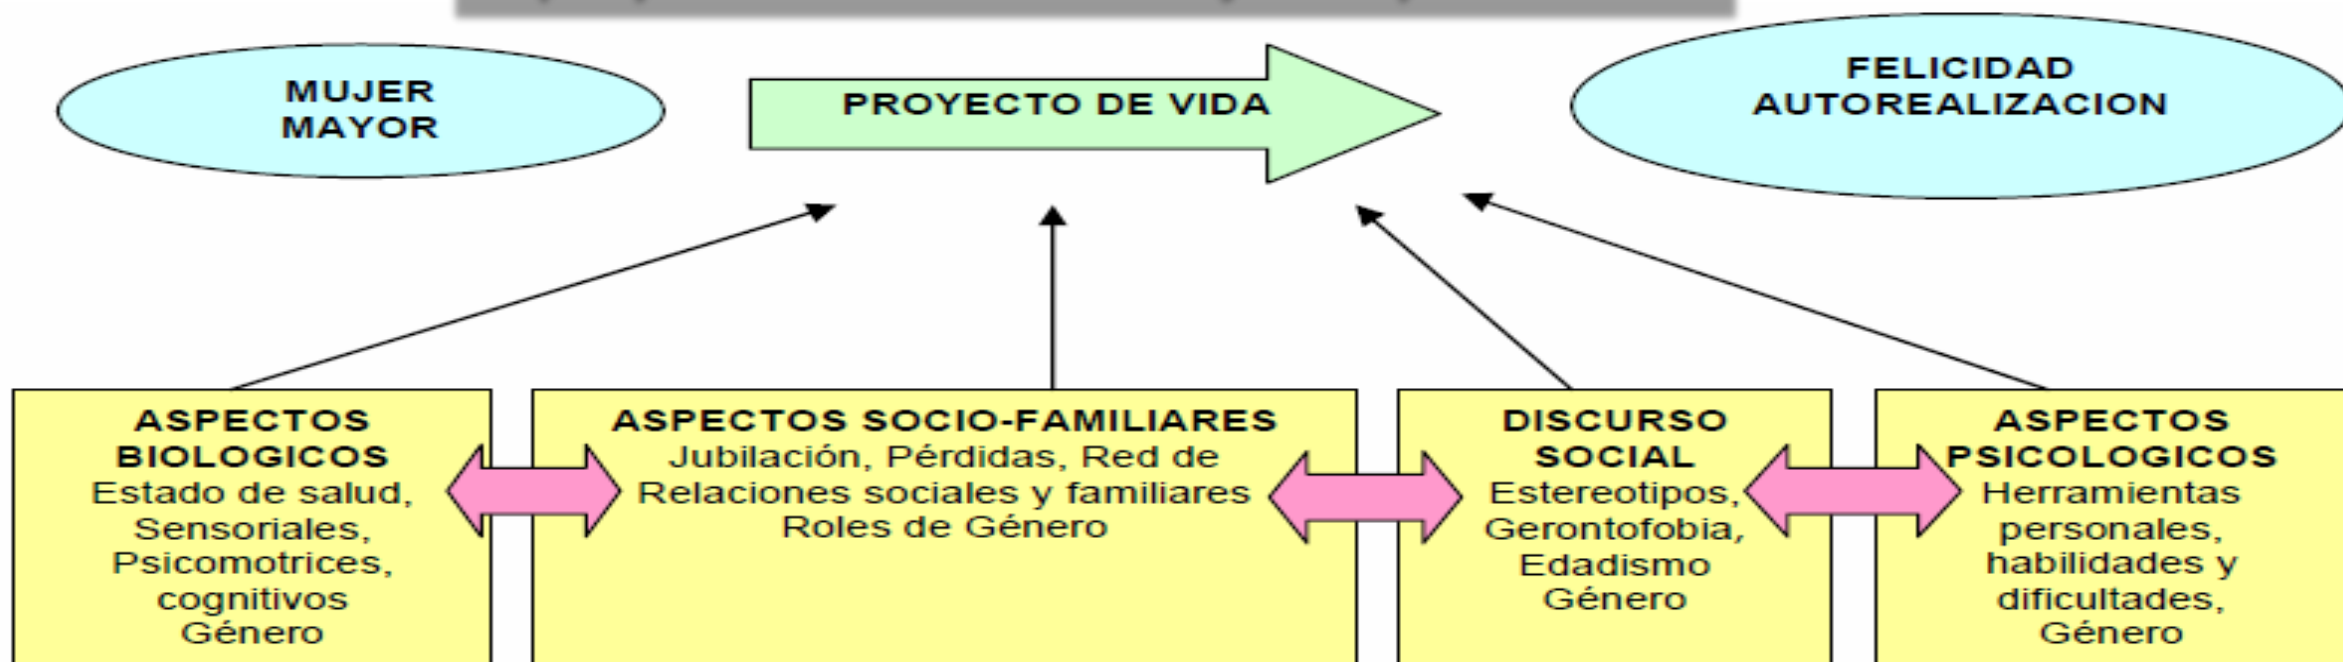 MUJER
MAYOR
PROYECTO DE VIDA
FELICIDAD
AUTOREALIZACION
ASPECTOS
BIOLOGICOS
Estado de salud,
Sensoriales,
Psicomotrices,
cognitivos
Género
ASPECTOS SOCIO-FAMILIARES
Jubilación, Pérdidas, Red de
Relaciones sociales y familiares
Roles de Género
DISCURSO
SOCIAL
Estereotipos,
Gerontofobia,
Edadismo
Género
ASPECTOS
PSICOLOGICOS
Herramientas
personales,
habilidades y
dificultades,
Género